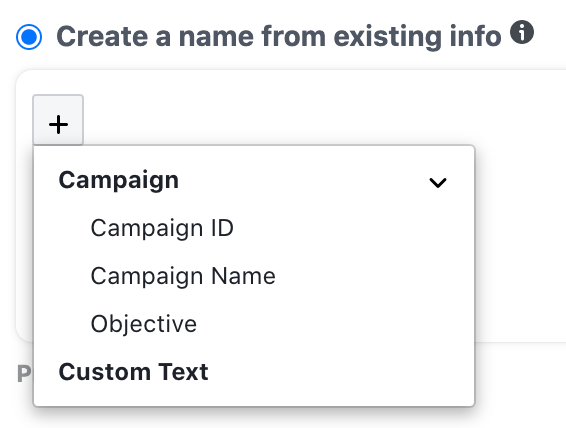 Create a name from existing info
+
Campaign
Campaign ID
Campaign Name
Objective
Custom Text